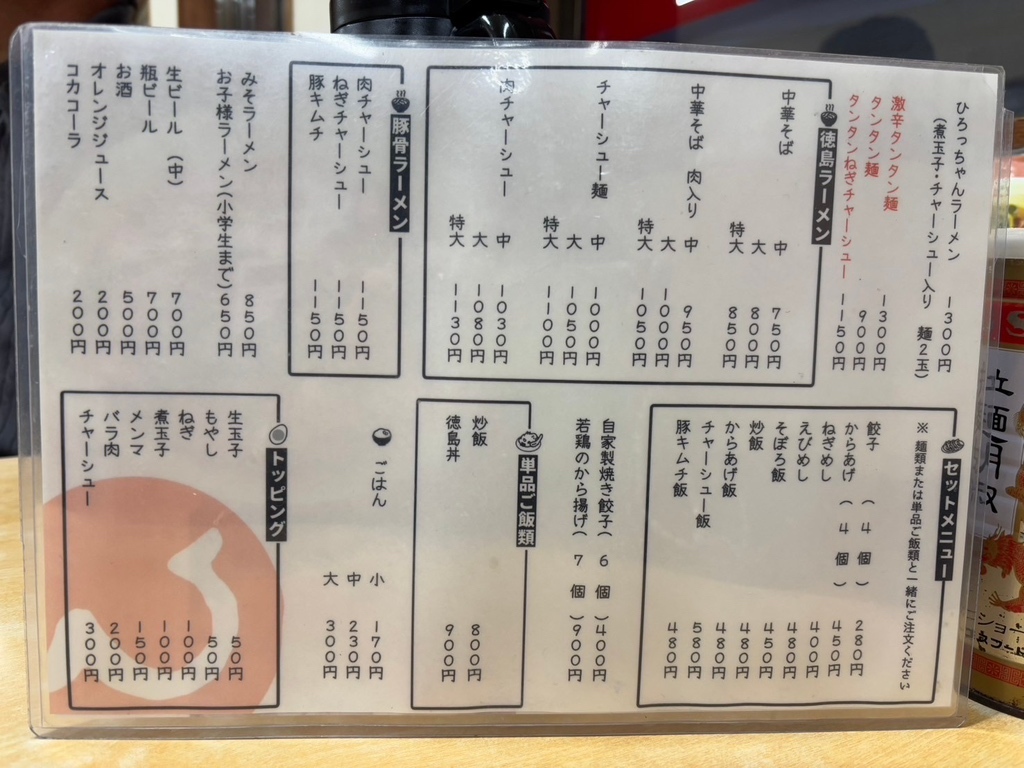 ひろっちゃんラーメン 1300円
(煮玉子・チャーシュー入り 麺2玉)
激辛タンタン麺 1300円
タンタン麺 900円
タンタンねぎチャーシュー 1150円
徳島ラーメン
中華そば 中 750円
大 800円
特大 850円
中華そば 肉入り 中 950円
大 1000円
特大 1050円
チャーシュー麺 中 1000円
大 1050円
特大 1100円
肉チャーシュー 中 1030円
大 1080円
特大 1130円
豚骨ラーメン
肉チャーシュー 1150円
ねぎチャーシュー 1150円
豚キムチ 1150円
みそラーメン 850円
お子様ラーメン(小学生まで) 650円
生ビール (中) 700円
瓶ビール 700円
お酒 500円
オレンジジュース 200円
コカコーラ 200円
セットメニュー
※ 麺類または単品ご飯類と一緒にご注文ください
餃子 (4個) 280円
からあげ (4個) 450円
ねぎめし 400円
えびめし 480円
そぼろ飯 450円
炒飯 480円
からあげ飯 480円
チャーシュー飯 580円
豚キムチ飯 480円
自家製焼き餃子(6個) 400円
若鶏のから揚げ(7個) 900円
単品ご飯類
炒飯 800円
徳島丼 900円
ごはん 小 170円
中 230円
大 300円
トッピング
生玉子 50円
もやし 50円
ねぎ 100円
煮玉子 100円
メンマ 150円
バラ肉 200円
チャーシュー 300円